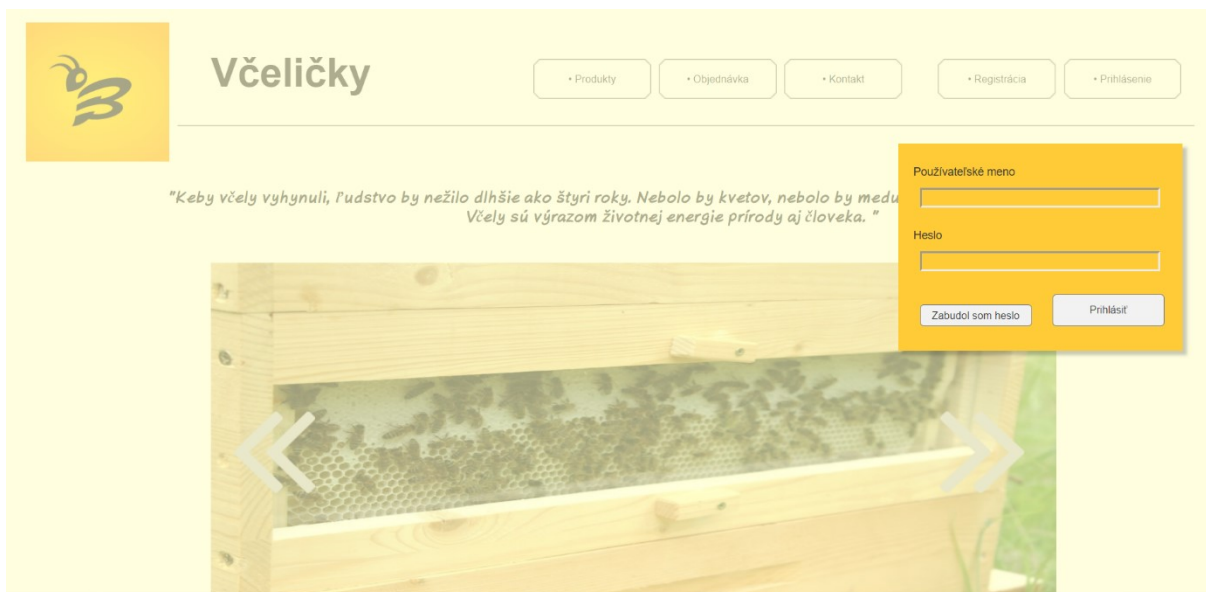 Včeličky
• Produkty
• Objednávka
• Kontakt
• Registrácia
• Prihlásenie
"Keby včely vyhynuli, ľudstvo by nežilo dlhšie ako štyri roky. Nebolo by kvetov, nebolo by medu
Včely sú výrazom životnej energie prírody aj človeka. "
Používateľské meno
Heslo
Zabudol som heslo
Prihlásiť